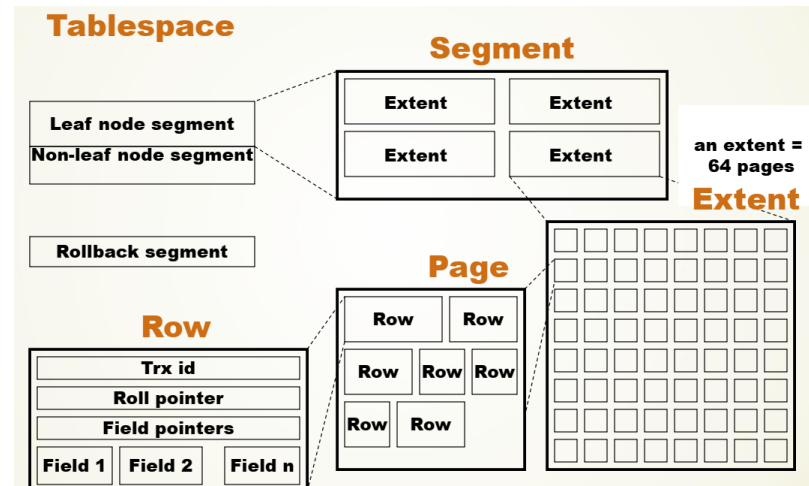 Tablespace
Segment
Leaf node segment
Non-leaf node segment
Extent
Extent
Extent
Extent
an extent =
64 pages
Extent
Rollback segment
Page
Row
Row
Row
Row
Row
Row
Row
Row
Trx id
Roll pointer
Field pointers
Field 1
Field 2
Field n